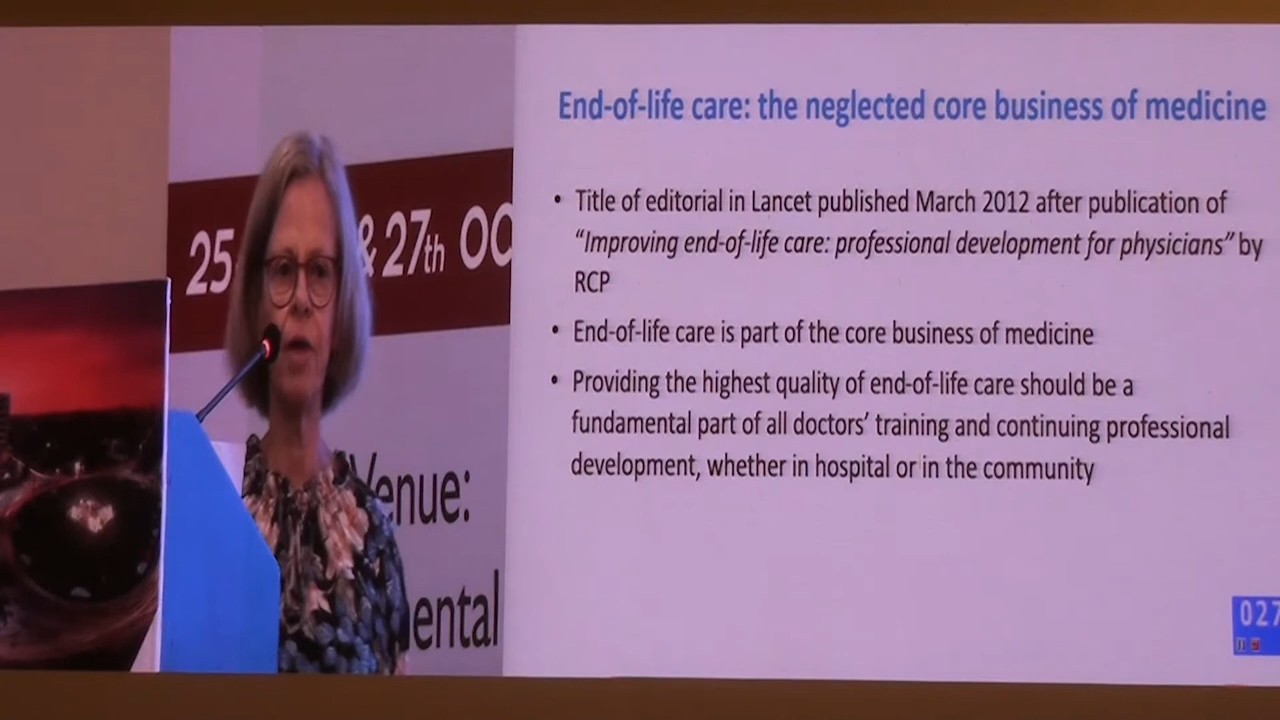 End-of-life care: the neglected core business of medicine
• Title of editorial in Lancet published March 2012 after publication of
“Improving end-of-life care: professional development for physicians” by
RCP
• End-of-life care is part of the core business of medicine
• Providing the highest quality of end-of-life care should be a
fundamental part of all doctors’ training and continuing professional
development, whether in hospital or in the community
25 & 27th OC
Venue:
ental
027